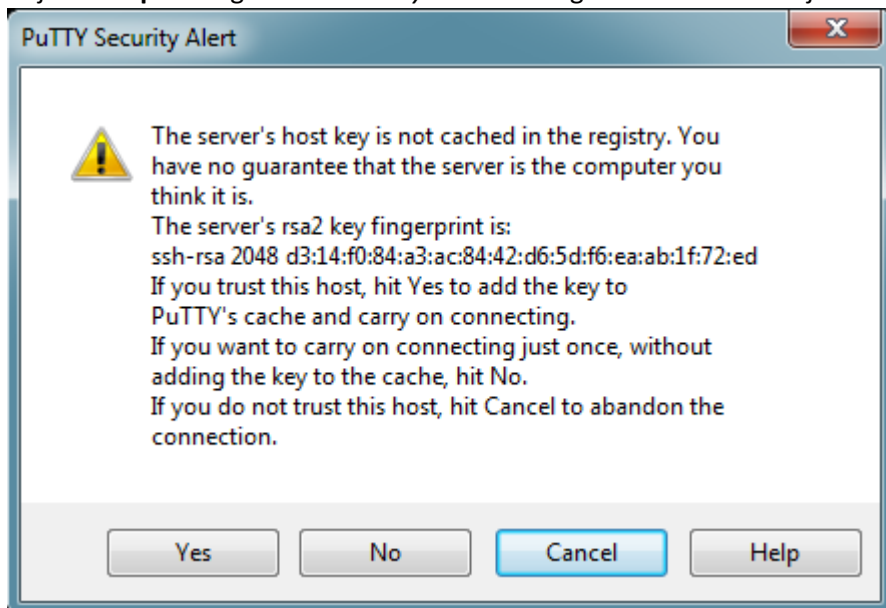 PuTTY Security Alert
The server's host key is not cached in the registry. You
have no guarantee that the server is the computer you
think it is.
The server's rsa2 key fingerprint is:
ssh-rsa 2048 d3:14:f0:84:a3:ac:84:42:d6:5d:f6:ea:ab:1f:72:ed
If you trust this host, hit Yes to add the key to
PuTTY's cache and carry on connecting.
If you want to carry on connecting just once, without
adding the key to the cache, hit No.
If you do not trust this host, hit Cancel to abandon the
connection.
Yes No Cancel Help